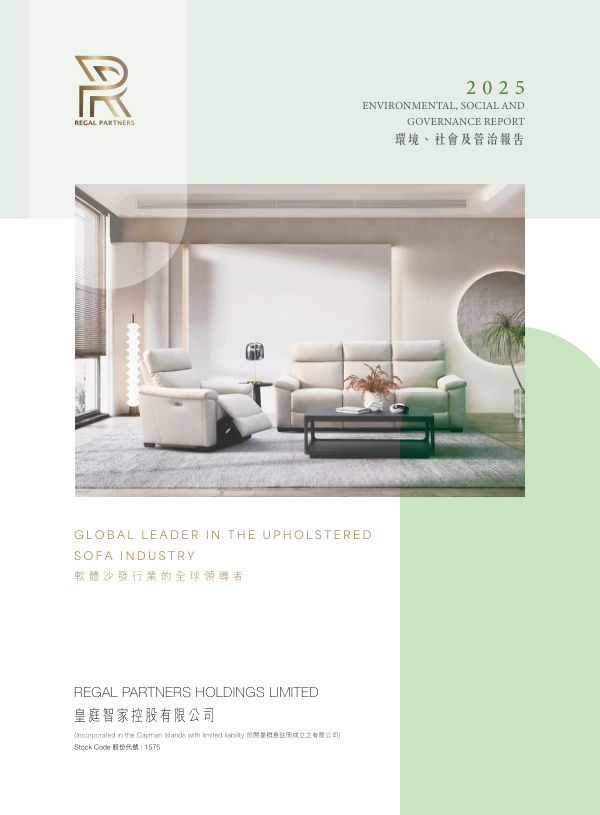 REGAL PARTNERS
2025
ENVIRONMENTAL, SOCIAL AND
GOVERNANCE REPORT
環境、社會及管治報告
GLOBAL LEADER IN THE UPHOLSTERED
SOFA INDUSTRY
軟體沙發行業的全球領導者
REGAL PARTNERS HOLDINGS LIMITED
皇庭智家控股有限公司
(Incorporated in the Cayman Islands with limited liability 於開曼群島註冊成立之有限公司)
Stock Code 股份代號 : 1575